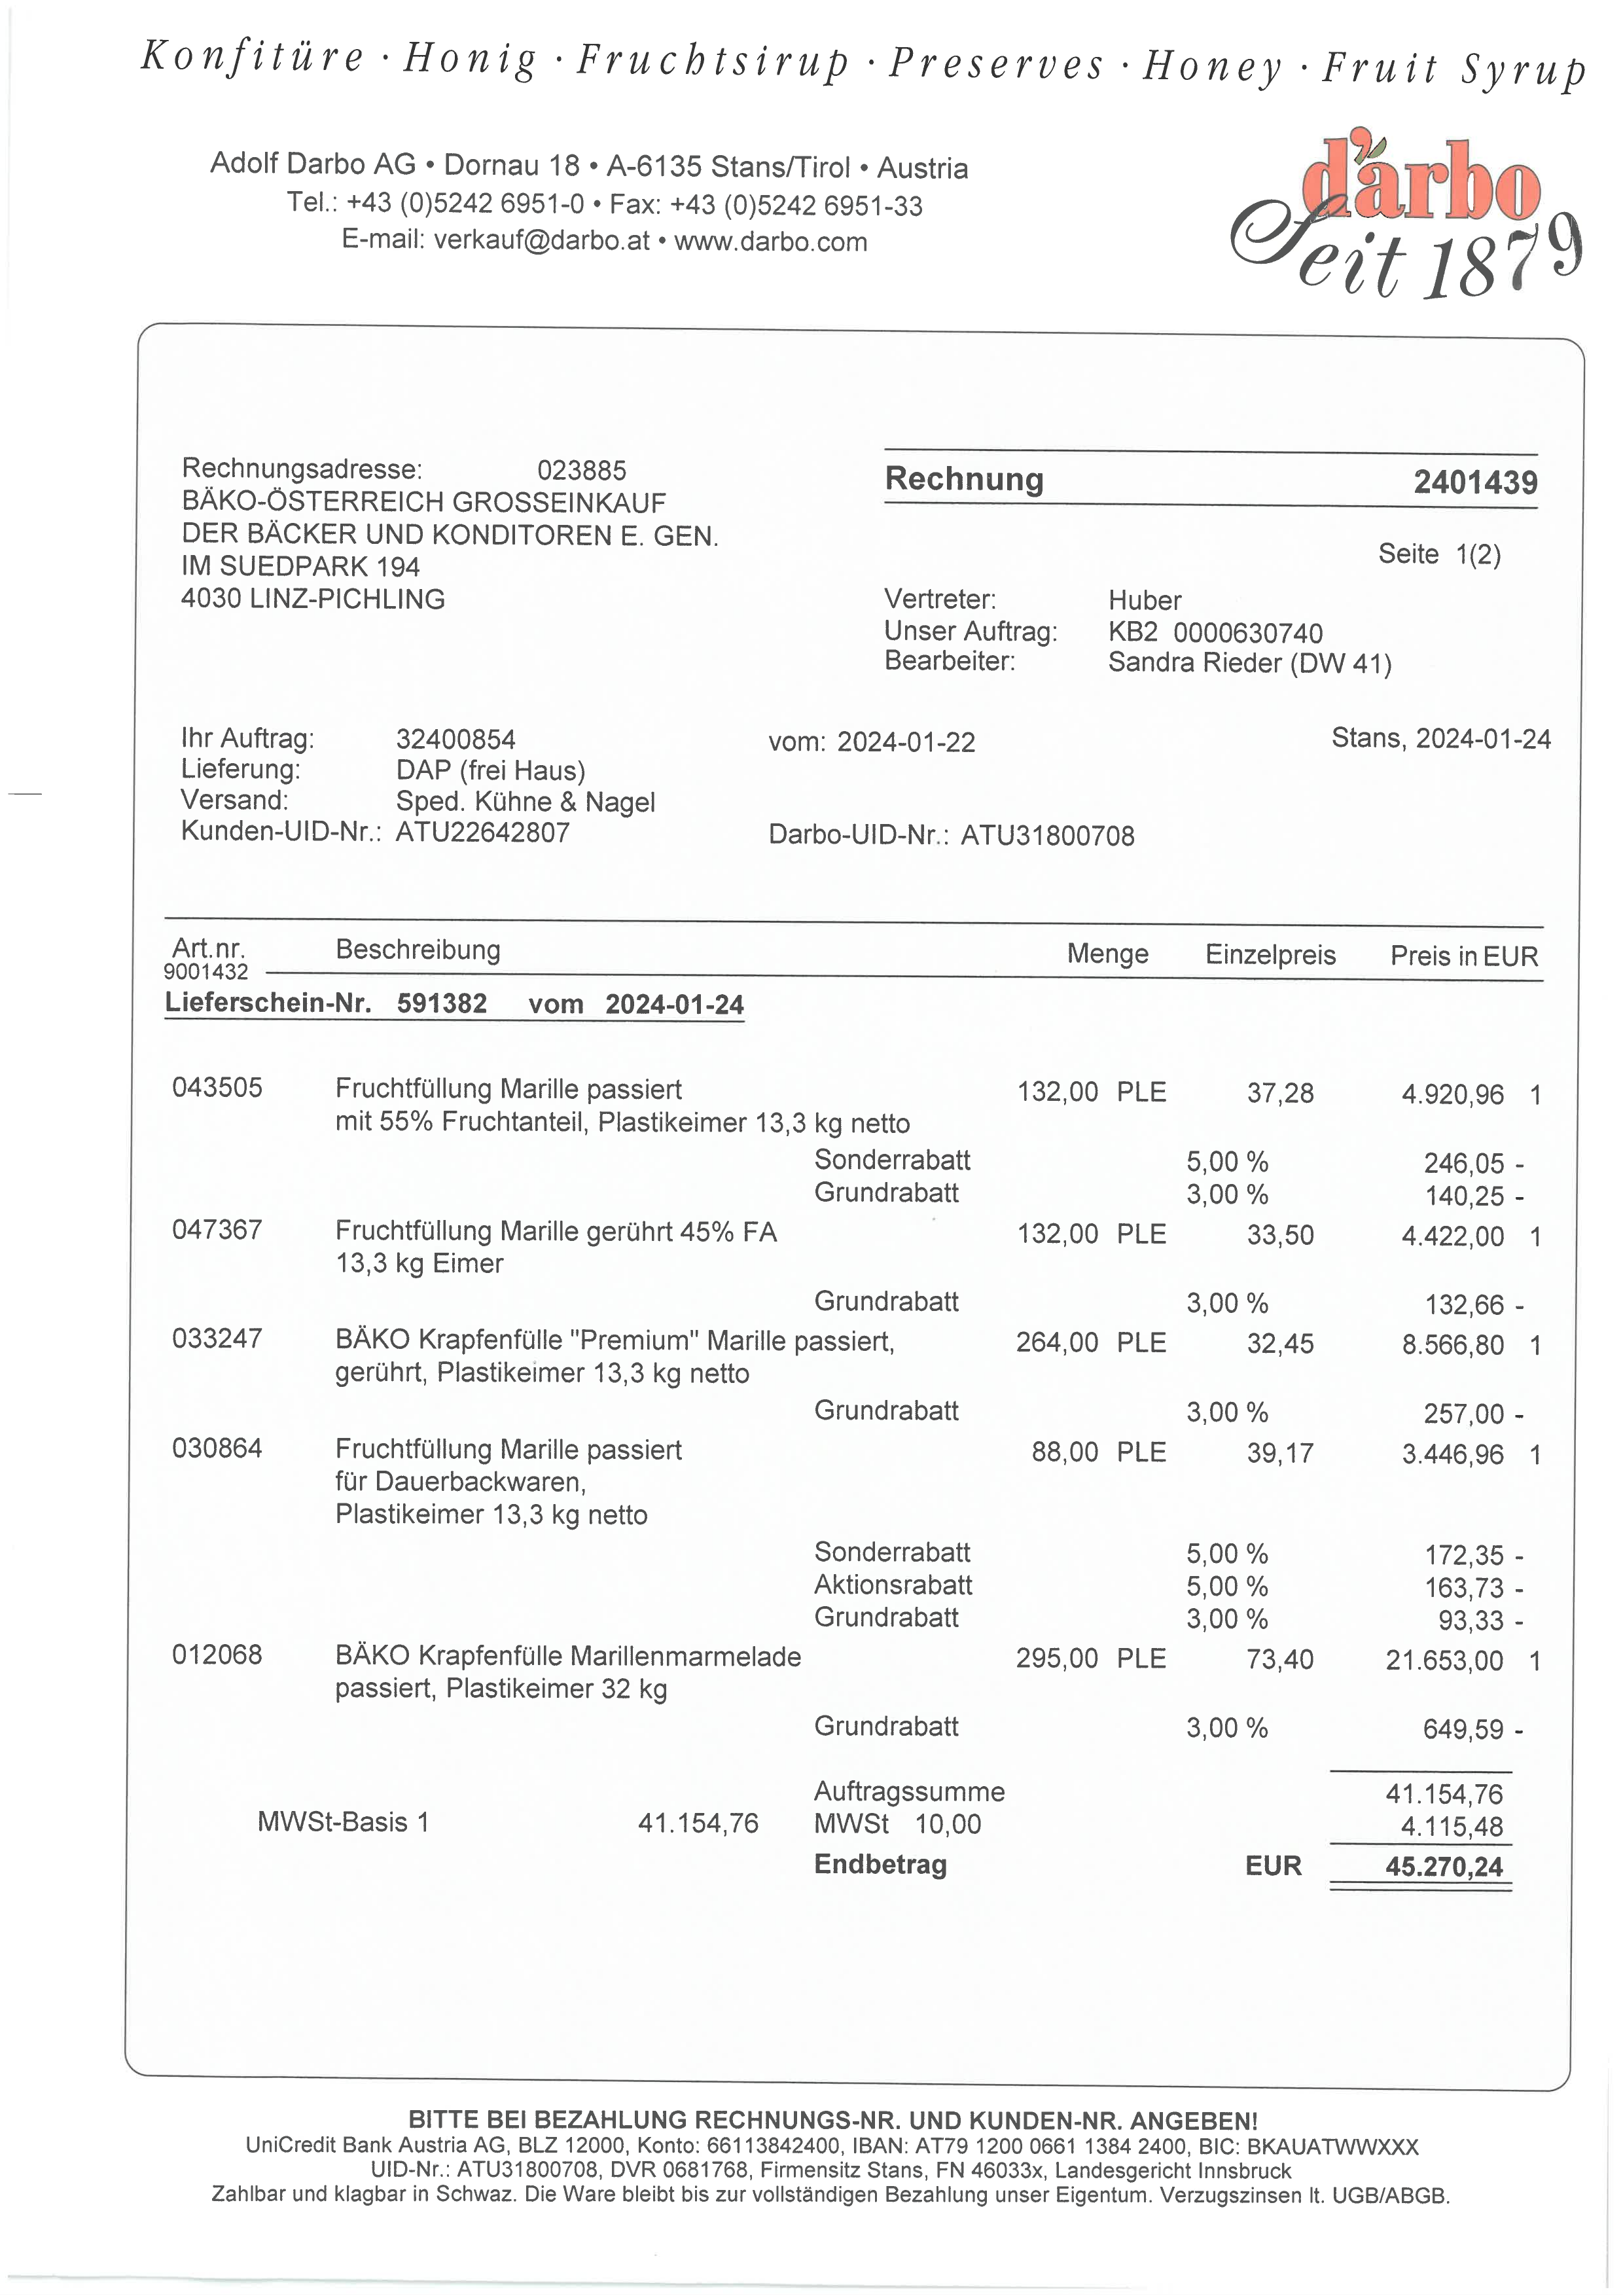 Konfitüre · Honig · Fruchtsirup · Preserves · Honey · Fruit Syrup
Adolf Darbo AG • Dornau 18 • A-6135 Stans/Tirol • Austria
Tel.: +43 (0)5242 6951-0 • Fax: +43 (0)5242 6951-33
E-mail: verkauf@darbo.at • www.darbo.com
darbo
Seit 1879
Rechnungsadresse: 023885
BÄKO-ÖSTERREICH GROSSEINKAUF
DER BÄCKER UND KONDITOREN E. GEN.
IM SUEDPARK 194
4030 LINZ-PICHLING
Rechnung 2401439
Seite 1(2)
Vertreter: Huber
Unser Auftrag: KB2 0000630740
Bearbeiter: Sandra Rieder (DW 41)
Ihr Auftrag: 32400854 vom: 2024-01-22 Stans, 2024-01-24
Lieferung: DAP (frei Haus)
Versand: Sped. Kühne & Nagel
Kunden-UID-Nr.: ATU22642807 Darbo-UID-Nr.: ATU31800708
Art.nr. Beschreibung Menge Einzelpreis Preis in EUR
9001432
Lieferschein-Nr. 591382 vom 2024-01-24
043505 Fruchtfüllung Marille passiert 132,00 PLE 37,28 4.920,96 1
mit 55% Fruchtanteil, Plastikeimer 13,3 kg netto
Sonderrabatt 5,00 % 246,05 -
Grundrabatt 3,00 % 140,25 -
047367 Fruchtfüllung Marille gerührt 45% FA 132,00 PLE 33,50 4.422,00 1
13,3 kg Eimer
Grundrabatt 3,00 % 132,66 -
033247 BÄKO Krapfenfülle "Premium" Marille passiert, 264,00 PLE 32,45 8.566,80 1
gerührt, Plastikeimer 13,3 kg netto
Grundrabatt 3,00 % 257,00 -
030864 Fruchtfüllung Marille passiert 88,00 PLE 39,17 3.446,96 1
für Dauerbackwaren,
Plastikeimer 13,3 kg netto
Sonderrabatt 5,00 % 172,35 -
Aktionsrabatt 5,00 % 163,73 -
Grundrabatt 3,00 % 93,33 -
012068 BÄKO Krapfenfülle Marillenmarmelade 295,00 PLE 73,40 21.653,00 1
passiert, Plastikeimer 32 kg
Grundrabatt 3,00 % 649,59 -
Auftragssumme 41.154,76
MWSt-Basis 1 41.154,76 MWSt 10,00 4.115,48
Endbetrag EUR 45.270,24
BITTE BEI BEZAHLUNG RECHNUNGS-NR. UND KUNDEN-NR. ANGEBEN!
UniCredit Bank Austria AG, BLZ 12000, Konto: 66113842400, IBAN: AT79 1200 0661 1384 2400, BIC: BKAUATWWXXX
UID-Nr.: ATU31800708, DVR 0681768, Firmensitz Stans, FN 46033x, Landesgericht Innsbruck
Zahlbar und klagbar in Schwaz. Die Ware bleibt bis zur vollständigen Bezahlung unser Eigentum. Verzugszinsen lt. UGB/ABGB.